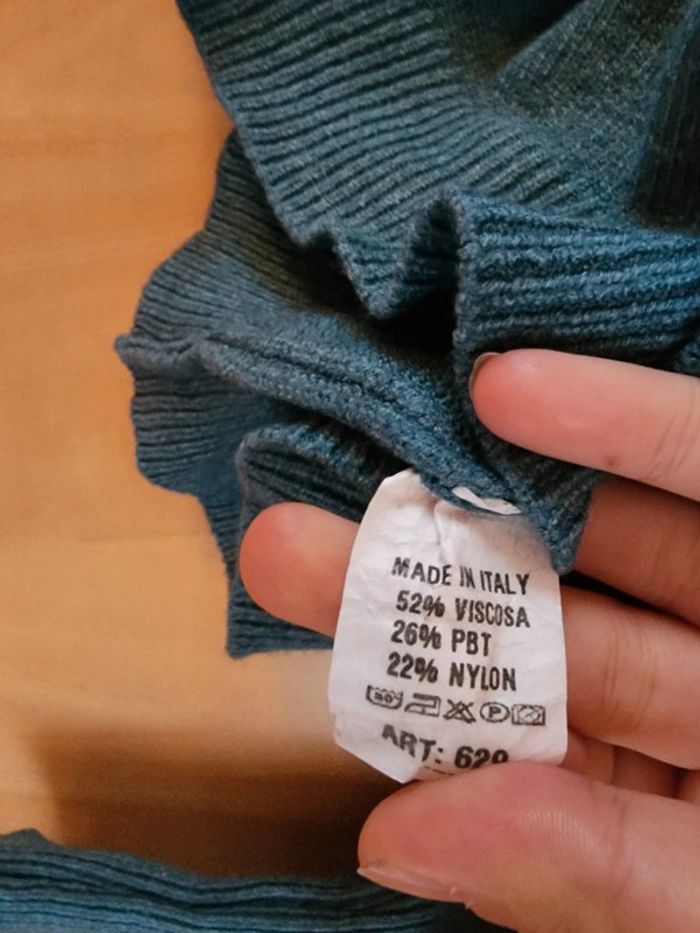 MADE IN ITALY
52% VISCOSA
26% PBT
22% NYLON
ART: 629